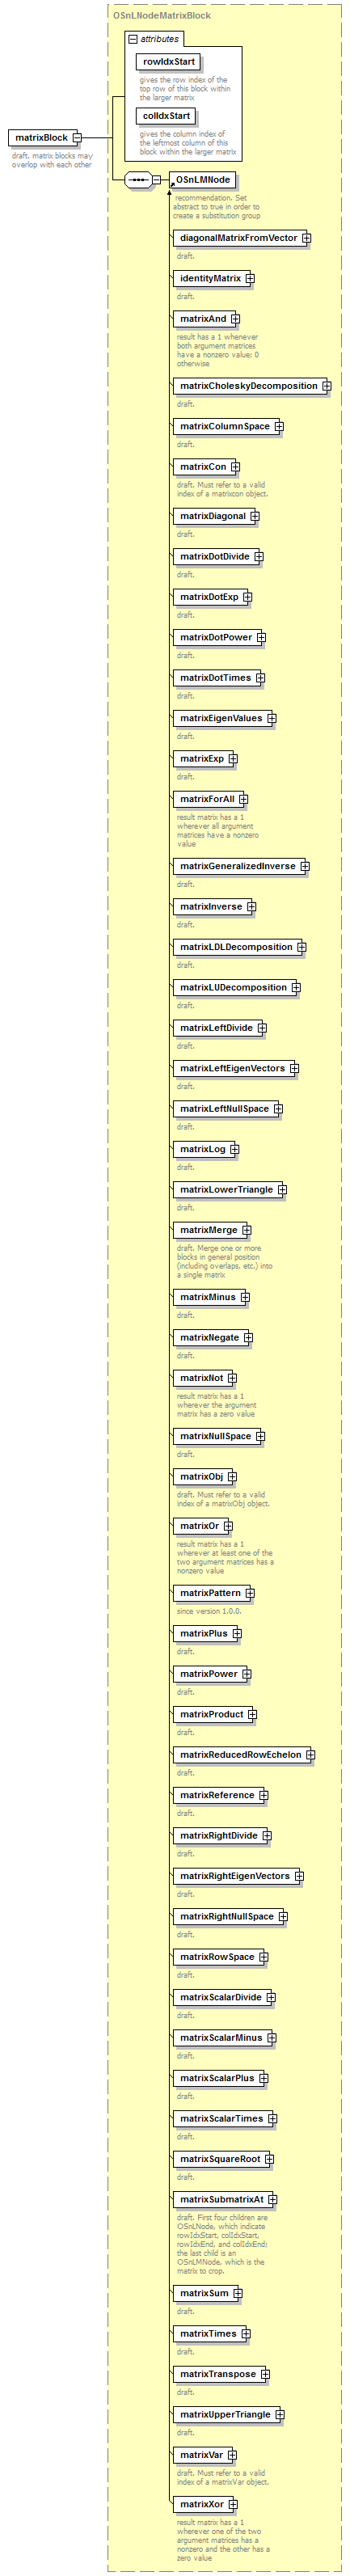 OSnLNodeMatrixBlock
attributes
rowIdxStart
gives the row index of the
top row of this block within
the larger matrix
colIdxStart
gives the column index of
the leftmost column of this
block within the larger matrix
matrixBlock
draft. matrix blocks may
overlap with each other
OSnLMNode
recommendation. Set
abstract to true in order to
create a substitution group
diagonalMatrixFromVector
draft.
identityMatrix
draft.
matrixAnd
result has a 1 whenever
both argument matrices
have a nonzero value; 0
otherwise
matrixCholeskyDecomposition
draft.
matrixColumnSpace
draft.
matrixCon
draft. Must refer to a valid
index of a matrixcon object.
matrixDiagonal
draft.
matrixDotDivide
draft.
matrixDotExp
draft.
matrixDotPower
draft.
matrixDotTimes
draft.
matrixEigenValues
draft.
matrixExp
draft.
matrixForAll
result matrix has a 1
wherever all argument
matrices have a nonzero
value
matrixGeneralizedInverse
draft.
matrixInverse
draft.
matrixLDLDecomposition
draft.
matrixLUDecomposition
draft.
matrixLeftDivide
draft.
matrixLeftEigenVectors
draft.
matrixLeftNullSpace
draft.
matrixLog
draft.
matrixLowerTriangle
draft.
matrixMerge
draft. Merge one or more
blocks in general position
(including overlaps, etc.) into
a single matrix
matrixMinus
draft.
matrixNegate
draft.
matrixNot
result matrix has a 1
wherever the argument
matrix has a zero value
matrixNullSpace
draft.
matrixObj
draft. Must refer to a valid
index of a matrixObj object.
matrixOr
result matrix has a 1
wherever at least one of the
two argument matrices has a
nonzero value
matrixPattern
since version 1.0.0.
matrixPlus
draft.
matrixPower
draft.
matrixProduct
draft.
matrixReducedRowEchelon
draft.
matrixReference
draft.
matrixRightDivide
draft.
matrixRightEigenVectors
draft.
matrixRightNullSpace
draft.
matrixRowSpace
draft.
matrixScalarDivide
draft.
matrixScalarMinus
draft.
matrixScalarPlus
draft.
matrixScalarTimes
draft.
matrixSquareRoot
draft.
matrixSubmatrixAt
draft. First four children are
OSnLNode, which indicate
rowIdxStart, colIdxStart,
rowIdxEnd, and colIdxEnd;
the last child is an
OSnLMNode, which is the
matrix to crop.
matrixSum
draft.
matrixTimes
draft.
matrixTranspose
draft.
matrixUpperTriangle
draft.
matrixVar
draft. Must refer to a valid
index of a matrixVar object.
matrixXor
result matrix has a 1
wherever one of the two
argument matrices has a
nonzero and the other has a
zero value